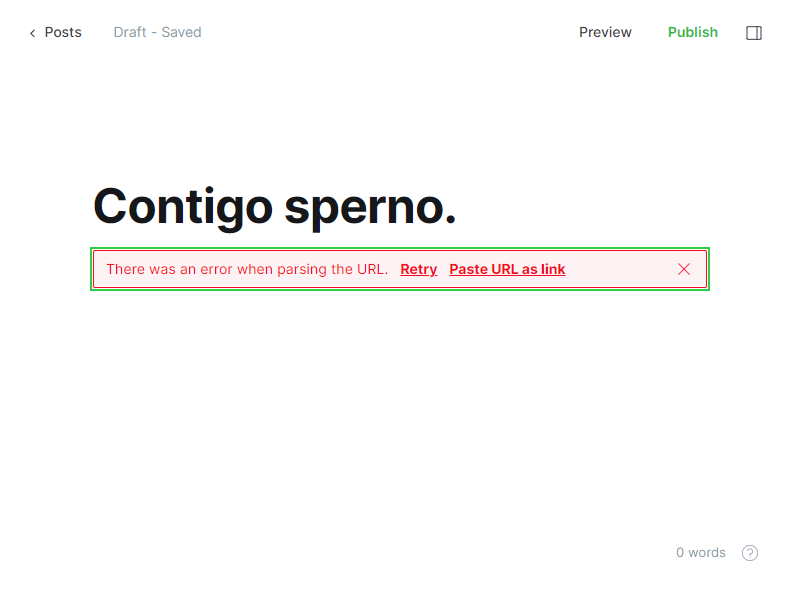 Posts Draft - Saved Preview Publish
Contigo sperno.
There was an error when parsing the URL. Retry Paste URL as link
0 words ?